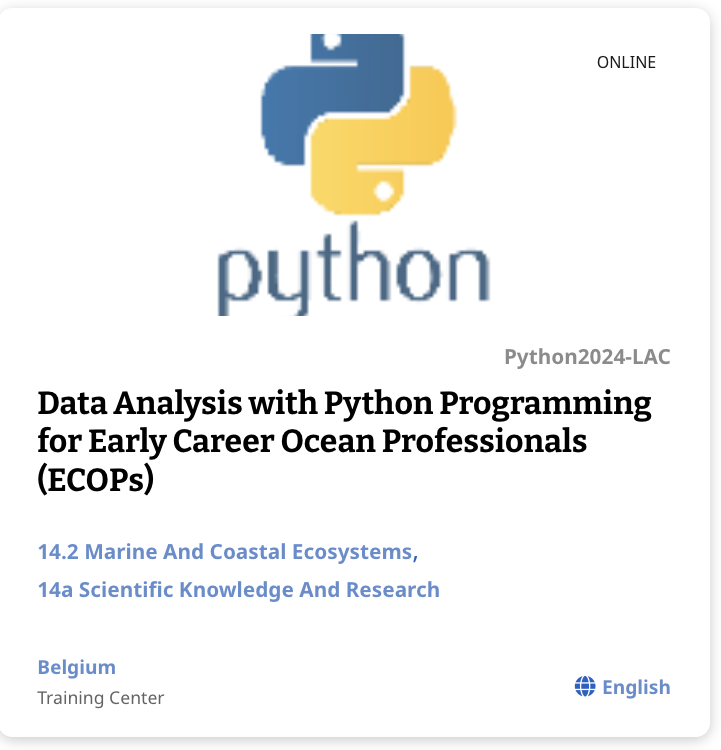 ONLINE
python
Python2024-LAC
Data Analysis with Python Programming
for Early Career Ocean Professionals
(ECOPs)
14.2 Marine And Coastal Ecosystems,
14a Scientific Knowledge And Research
Belgium
Training Center
English